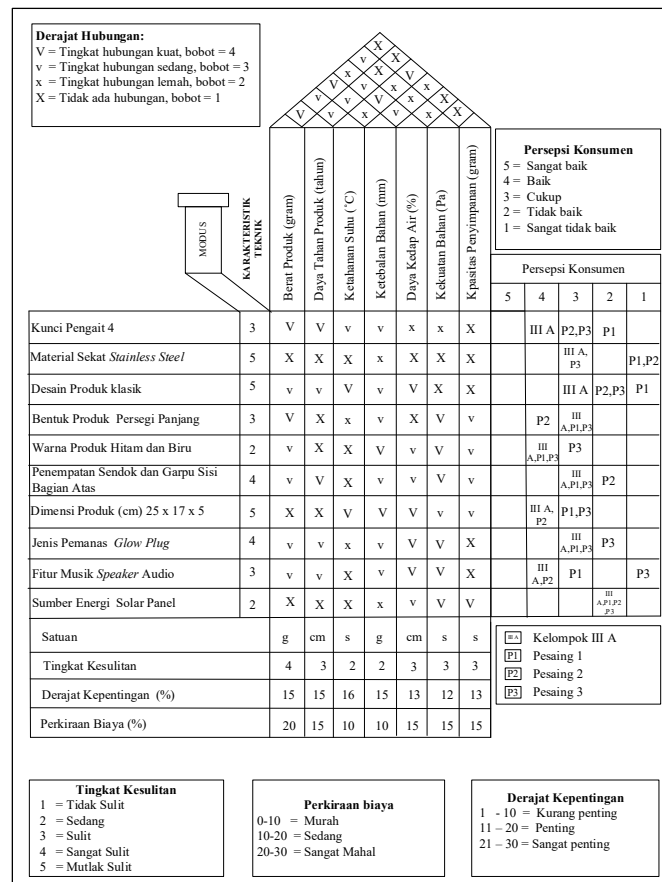 Derajat Hubungan:
V = Tingkat hubungan kuat, bobot = 4
v = Tingkat hubungan sedang, bobot = 3
x = Tingkat hubungan lemah, bobot = 2
X = Tidak ada hubungan, bobot = 1
X
v X
x X x
Persepsi Konsumen
5 = Sangat baik
4 = Baik
3 = Cukup
2 = Tidak baik
1 = Sangat tidak baik
MODUS
KARAKTERISTIK
TEKNIK
Berat Produk (gram)
Daya Tahan Produk (tahun)
Ketahanan Suhu (˚C)
Ketebalan Bahan (mm)
Daya Kedap Air (%)
Kekuatan Bahan (Pa)
Kpasitas Penyimpanan (gram)
Persepsi Konsumen
5 4 3 2 1
Kunci Pengait 4 3 V V v v x x X III A P2,P3 P1
Material Sekat Stainless Steel 5 X X X x X X X III A, P3 P1,P2
Desain Produk klasik 5 v v V v V X X III A P2,P3 P1
Bentuk Produk Persegi Panjang 3 V X x v X V v P2 III A,P1,P3
Warna Produk Hitam dan Biru 2 v X X V v V v III A,P1,P3 P3
Penempatan Sendok dan Garpu Sisi
Bagian Atas 4 v V X v v V v III A,P1,P3 P2
Dimensi Produk (cm) 25 x 17 x 5 5 X X V V V v v III A, P2 P1,P3
Jenis Pemanas Glow Plug 4 v v x v V V X III A,P1,P3 P3
Fitur Musik Speaker Audio 3 v v X v V V X III A,P2 P1 P3
Sumber Energi Solar Panel 2 X X X x v V V III A,P1,P2 ,P3
Satuan g cm s g cm s s
Tingkat Kesulitan 4 3 2 2 3 3 3
Derajat Kepentingan (%) 15 15 16 15 13 12 13
Perkiraan Biaya (%) 20 15 10 10 15 15 15
III A Kelompok III A
P1 Pesaing 1
P2 Pesaing 2
P3 Pesaing 3
Tingkat Kesulitan
1 = Tidak Sulit
2 = Sedang
3 = Sulit
4 = Sangat Sulit
5 = Mutlak Sulit
Perkiraan biaya
0-10 = Murah
10-20 = Sedang
20-30 = Sangat Mahal
Derajat Kepentingan
1 - 10 = Kurang penting
11 – 20 = Penting
21 – 30 = Sangat penting